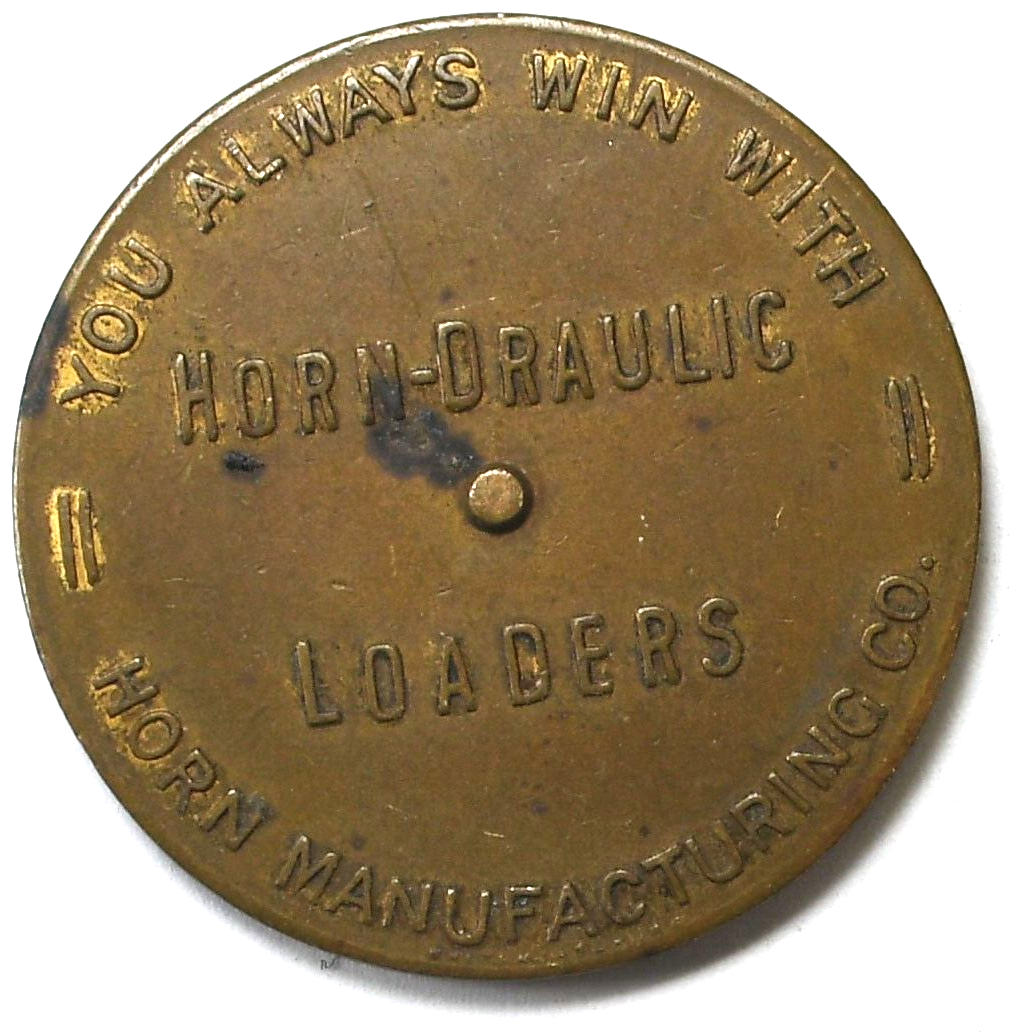 YOU ALWAYS WIN WITH
HORN-DRAULIC
LOADERS
HORN MANUFACTURING CO.